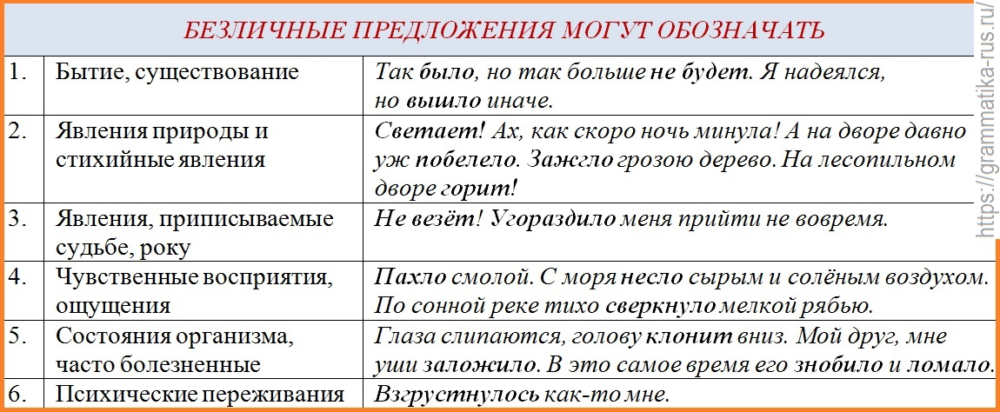 БЕЗЛИЧНЫЕ ПРЕДЛОЖЕНИЯ МОГУТ ОБОЗНАЧАТЬ
1. Бытие, существование
Так было, но так больше не будет. Я надеялся,
но вышло иначе.
2. Явления природы и
стихийные явления
Светает! Ах, как скоро ночь минула! А на дворе давно
уж побелело. Зажгло грозою дерево. На лесопильном
дворе горит!
3. Явления, приписываемые
судьбе, року
Не везёт! Угораздило меня прийти не вовремя.
4. Чувственные восприятия,
ощущения
Пахло смолой. С моря несло сырым и солёным воздухом.
По сонной реке тихо сверкнуло мелкой рябью.
5. Состояния организма,
часто болезненные
Глаза слипаются, голову клонит вниз. Мой друг, мне
уши заложило. В это самое время его знобило и ломало.
6. Психические переживания
Взгрустнулось как-то мне.
https://grammatika-rus.ru/